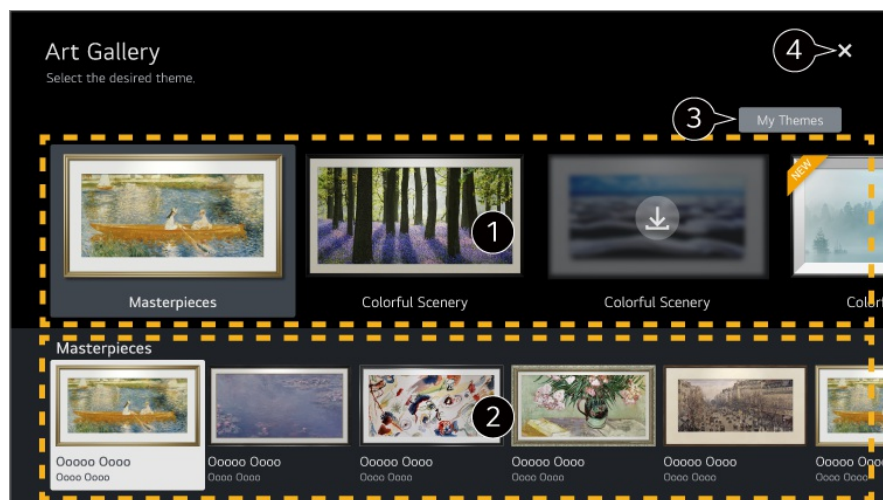 Art Gallery
Select the desired theme.
4
3
My Themes
NEW
1
Masterpieces
Colorful Scenery
Colorful Scenery
Colorf
Masterpieces
2
Ooooo Oooo
Ooooo Oooo
Ooooo Oooo
Ooooo Oooo
Ooooo Oooo
Ooooo Oo
Oooo Oooo
Oooo Oooo
Oooo Oooo
Oooo Oooo
Oooo Oooo
Oooo Oooo